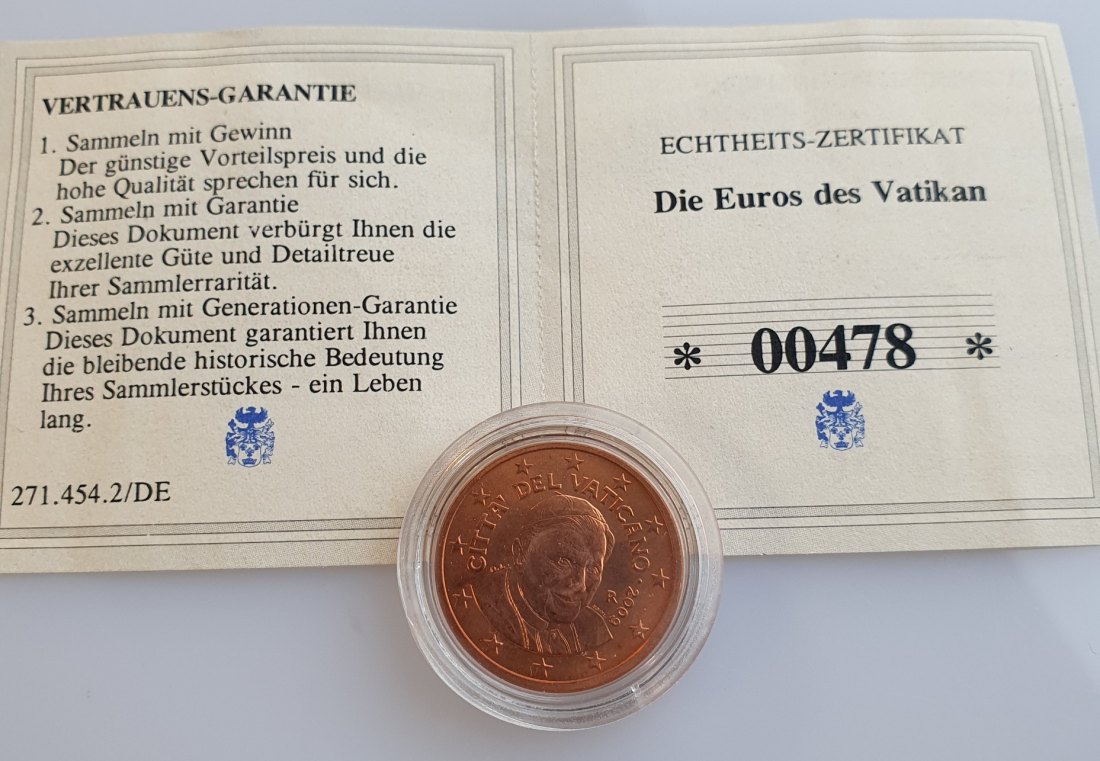 VERTRAUENS-GARANTIE
1. Sammeln mit Gewinn
Der günstige Vorteilspreis und die
hohe Qualität sprechen für sich.
2. Sammeln mit Garantie
Dieses Dokument verbürgt Ihnen die
exzellente Güte und Detailtreue
Ihrer Sammlerrarität.
3. Sammeln mit Generationen-Garantie
Dieses Dokument garantiert Ihnen
die bleibende historische Bedeutung
Ihres Sammlerstückes - ein Leben
lang.
271.454.2/DE
ECHTHEITS-ZERTIFIKAT
Die Euros des Vatikan
* 00478 *
CITTA' DEL VATICANO · 2009
R